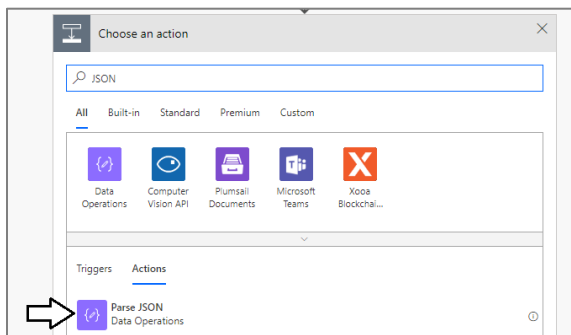 Choose an action
JSON
All Built-in Standard Premium Custom
Data Operations
Computer Vision API
Plumsail Documents
Microsoft Teams
Xooa Blockchai...
Triggers Actions
Parse JSON
Data Operations